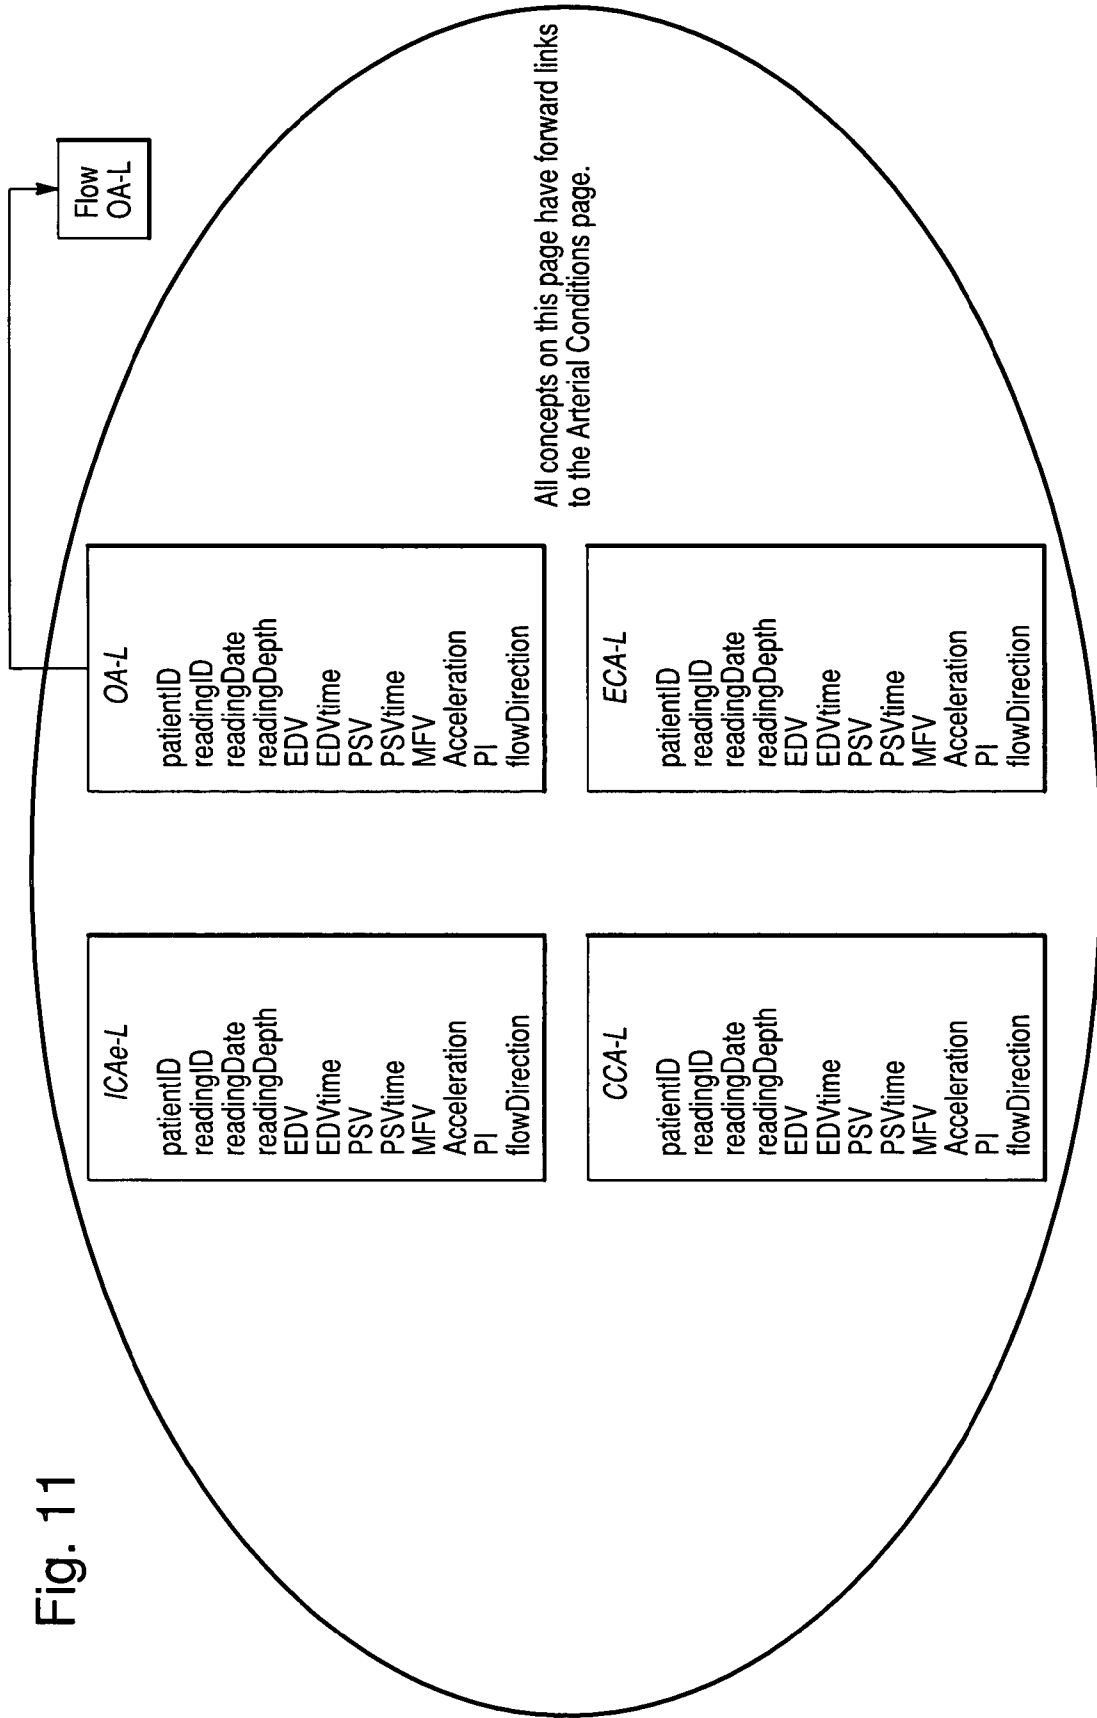 Fig. 11
Flow
OA-L
ICAe-L
patientID
readingID
readingDate
readingDepth
EDV
EDVtime
PSV
PSVtime
MFV
Acceleration
PI
flowDirection
OA-L
patientID
readingID
readingDate
readingDepth
EDV
EDVtime
PSV
PSVtime
MFV
Acceleration
PI
flowDirection
All concepts on this page have forward links
to the Arterial Conditions page.
CCA-L
patientID
readingID
readingDate
readingDepth
EDV
EDVtime
PSV
PSVtime
MFV
Acceleration
PI
flowDirection
ECA-L
patientID
readingID
readingDate
readingDepth
EDV
EDVtime
PSV
PSVtime
MFV
Acceleration
PI
flowDirection